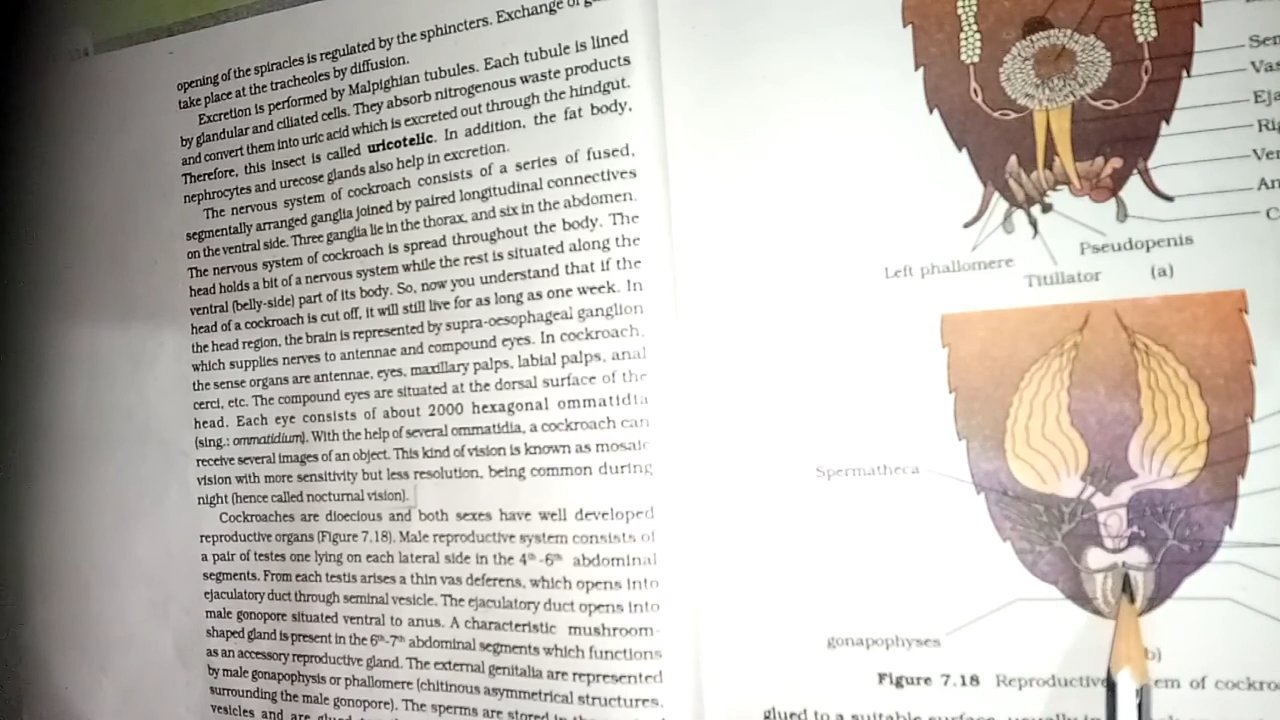 opening of the spiracles is regulated by the sphincters. Exchange of
take place at the tracheoles by diffusion.
Excretion is performed by Malpighian tubules. Each tubule is lined
by glandular and ciliated cells. They absorb nitrogenous waste products
and convert them into uric acid which is excreted out through the hindgut.
Therefore, this insect is called uricotelic. In addition, the fat body,
nephrocytes and urecose glands also help in excretion.
The nervous system of cockroach consists of a series of fused,
segmentally arranged ganglia joined by paired longitudinal connectives
on the ventral side. Three ganglia lie in the thorax, and six in the abdomen.
The nervous system of cockroach is spread throughout the body. The
head holds a bit of a nervous system while the rest is situated along the
ventral (belly-side) part of its body. So, now you understand that if the
head of a cockroach is cut off, it will still live for as long as one week. In
the head region, the brain is represented by supra-oesophageal ganglion
which supplies nerves to antennae and compound eyes. In cockroach,
the sense organs are antennae, eyes, maxillary palps, labial palps, anal
cerci, etc. The compound eyes are situated at the dorsal surface of the
head. Each eye consists of about 2000 hexagonal ommatidia
(sing.: ommatidium). With the help of several ommatidia, a cockroach can
receive several images of an object. This kind of vision is known as mosaic
vision with more sensitivity but less resolution, being common during
night (hence called nocturnal vision).
Cockroaches are dioecious and both sexes have well developed
reproductive organs (Figure 7.18). Male reproductive system consists of
a pair of testes one lying on each lateral side in the 4th-6th abdominal
segments. From each testis arises a thin vas deferens, which opens into
ejaculatory duct through seminal vesicle. The ejaculatory duct opens into
male gonopore situated ventral to anus. A characteristic mushroom-
shaped gland is present in the 6th-7th abdominal segments which functions
as an accessory reproductive gland. The external genitalia are represented
by male gonapophysis or phallomere (chitinous asymmetrical structures,
surrounding the male gonopore). The sperms are stored in the
vesicles and are glued
Sem
Vas
Eja
Rig
Ven
An
C
Pseudopenis
Left phallomere
Titillator
(a)
Spermatheca
gonapophyses
b)
Figure 7.18 Reproductive em of cockro
glued to a suitable surface, usually in